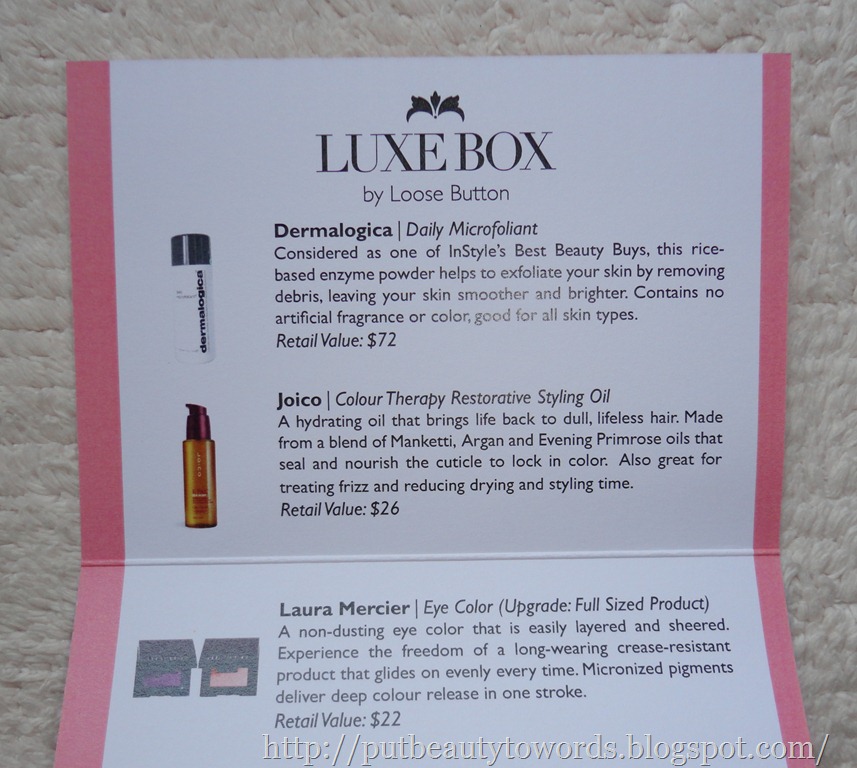 LUXE BOX
by Loose Button
Dermalogica | Daily Microfoliant
Considered as one of InStyle's Best Beauty Buys, this rice-
based enzyme powder helps to exfoliate your skin by removing
debris, leaving your skin smoother and brighter. Contains no
artificial fragrance or color, good for all skin types.
Retail Value: $72
dermalogica
Joico | Colour Therapy Restorative Styling Oil
A hydrating oil that brings life back to dull, lifeless hair. Made
from a blend of Manketti, Argan and Evening Primrose oils that
seal and nourish the cuticle to lock in color. Also great for
treating frizz and reducing drying and styling time.
Retail Value: $26
JOICO
Laura Mercier | Eye Color (Upgrade: Full Sized Product)
A non-dusting eye color that is easily layered and sheered.
Experience the freedom of a long-wearing crease-resistant
product that glides on evenly every time. Micronized pigments
deliver deep colour release in one stroke.
Retail Value: $22
http://putbeautytowords.blogspot.com/